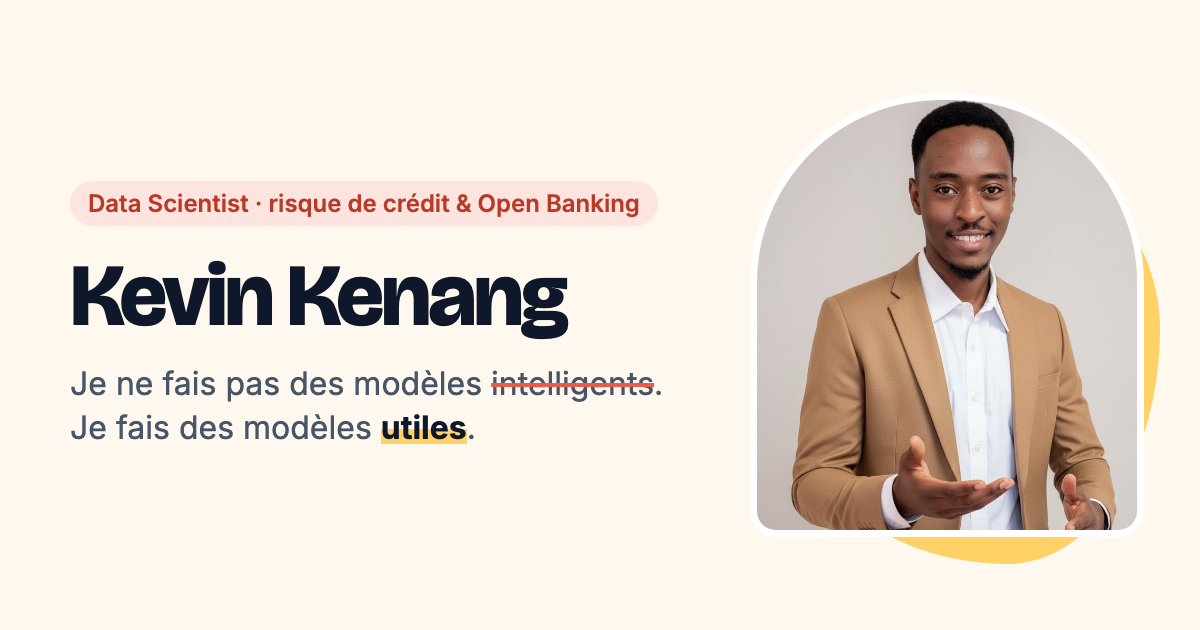 Data Scientist · risque de crédit & Open Banking
Kevin Kenang
Je ne fais pas des modèles intelligents.
Je fais des modèles utiles.